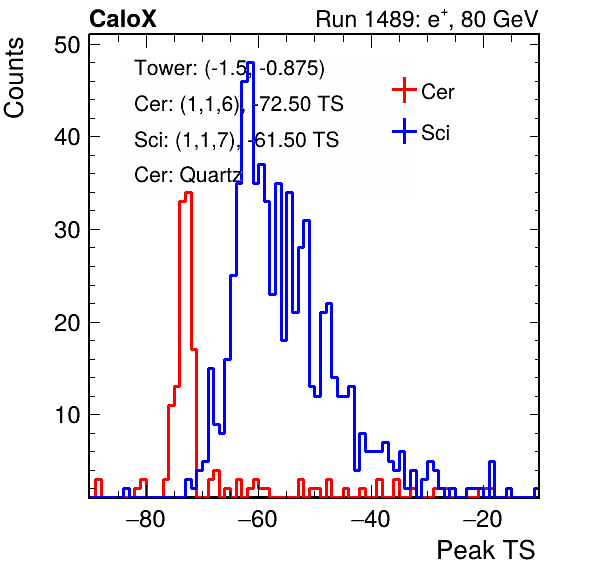 CaloX Run 1489: e⁺, 80 GeV
Counts
Tower: (-1.5, -0.875)
Cer: (1,1,6), -72.50 TS
Sci: (1,1,7), -61.50 TS
Cer: Quartz
Cer
Sci
50
40
30
20
10
−80 −60 −40 −20
Peak TS